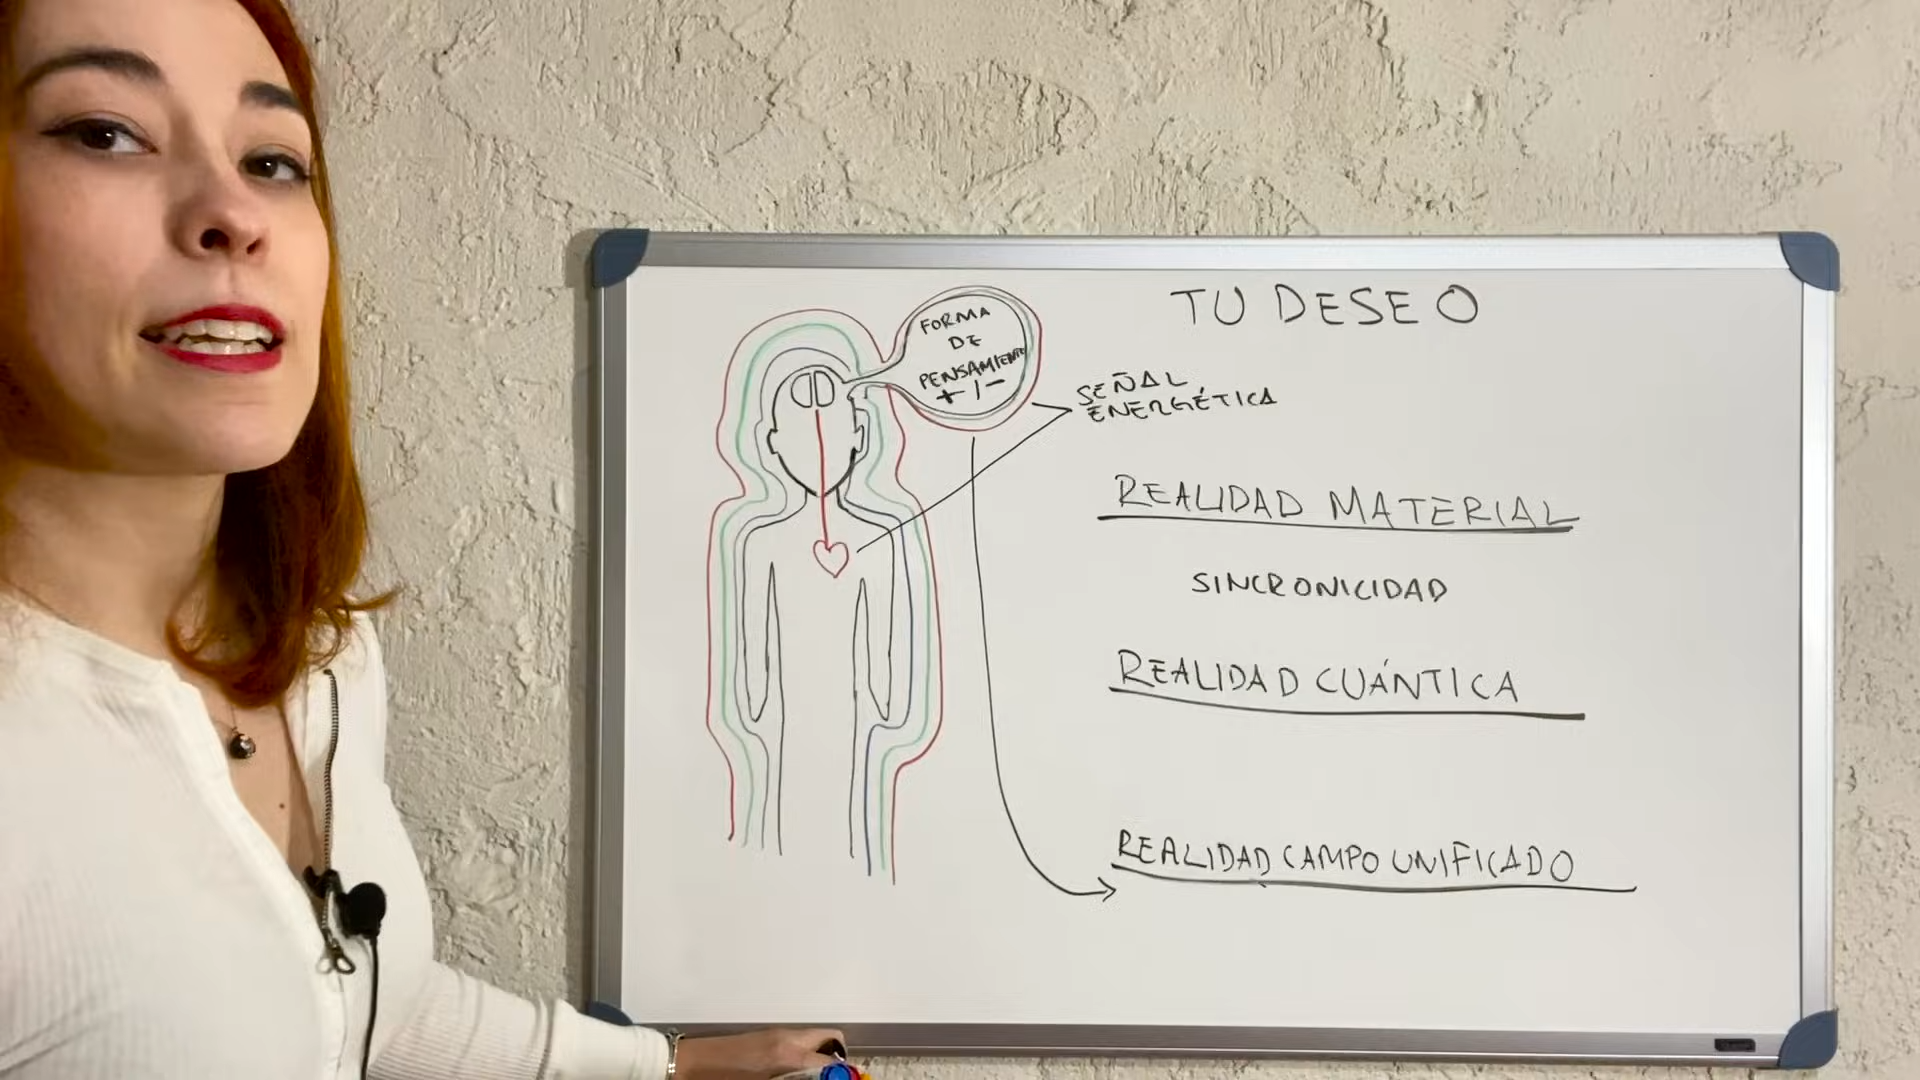 TU DESEO
FORMA
DE
PENSAMIENTO
+ / -
SEÑAL
ENERGÉTICA
REALIDAD MATERIAL
SINCRONICIDAD
REALIDAD CUÁNTICA
REALIDAD CAMPO UNIFICADO